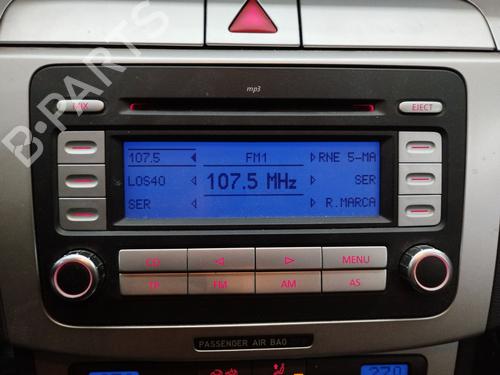 B-PARTS
mp3
MIX
EJECT
107.5 FM1 RNE 5-MA
LOS40 107.5 MHz SER
SER R.MARCA
CD MENU
TP FM AM AS
PASSENGER AIR BAG